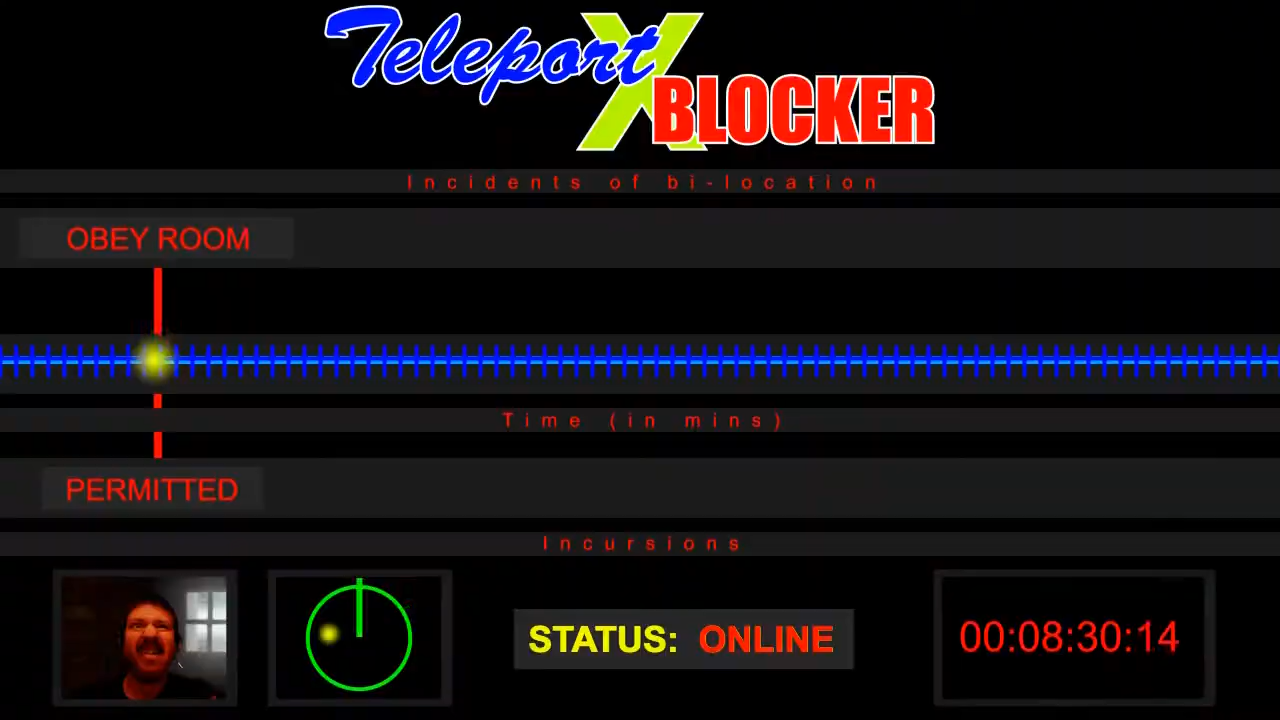 Teleport X
BLOCKER
Incidents of bi-location
OBEY ROOM
Time (in mins)
PERMITTED
Incursions
STATUS: ONLINE
00:08:30:14